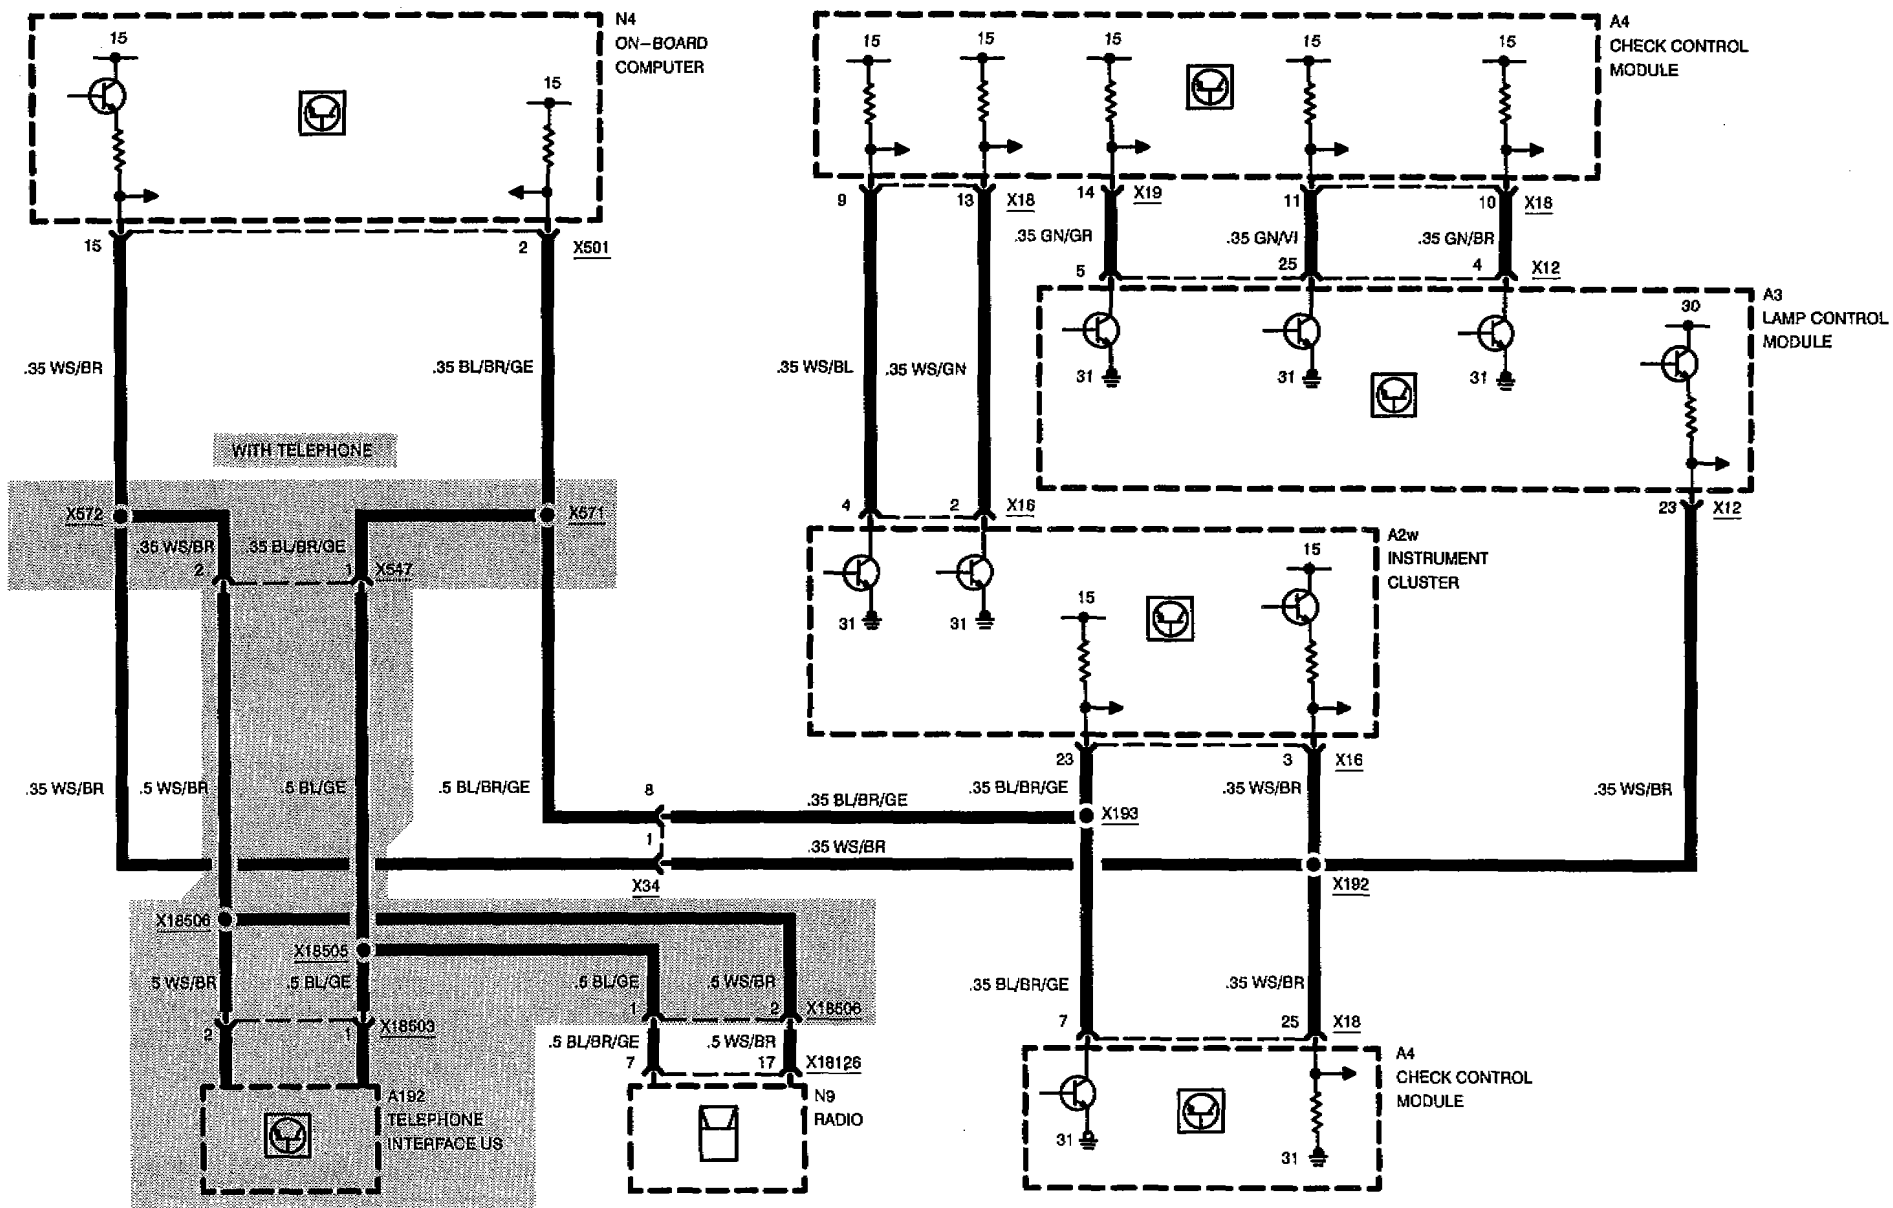 N4
ON-BOARD
COMPUTER
15
15
15 2 X501
A4
CHECK CONTROL
MODULE
15 15 15 15 15
9 13 X18 14 X19 11 10 X18
.35 GN/GR .35 GN/VI .35 GN/BR
5 25 4 X12
A3
LAMP CONTROL
MODULE
30
31 31 31
.35 WS/BR .35 BL/BR/GE .35 WS/BL .35 WS/GN
WITH TELEPHONE
X572 X571
4 2 X16
23 X12
.35 WS/BR .35 BL/BR/GE
2 1 X547
A2w
INSTRUMENT
CLUSTER
15
15
31 31
23 3 X16
.35 WS/BR .5 WS/BR .5 BL/GE .5 BL/BR/GE
8 .35 BL/BR/GE .35 BL/BR/GE .35 WS/BR .35 WS/BR
X193
1 .35 WS/BR
X34 X192
X18506
X18505
.5 WS/BR .5 BL/GE .5 BL/GE .5 WS/BR .35 BL/BR/GE .35 WS/BR
1 2 X18506
2 1 X18503
7 25 X18
.5 BL/BR/GE .5 WS/BR
7 17 X18126
A192
TELEPHONE
INTERFACE US
N9
RADIO
A4
CHECK CONTROL
MODULE
31 31